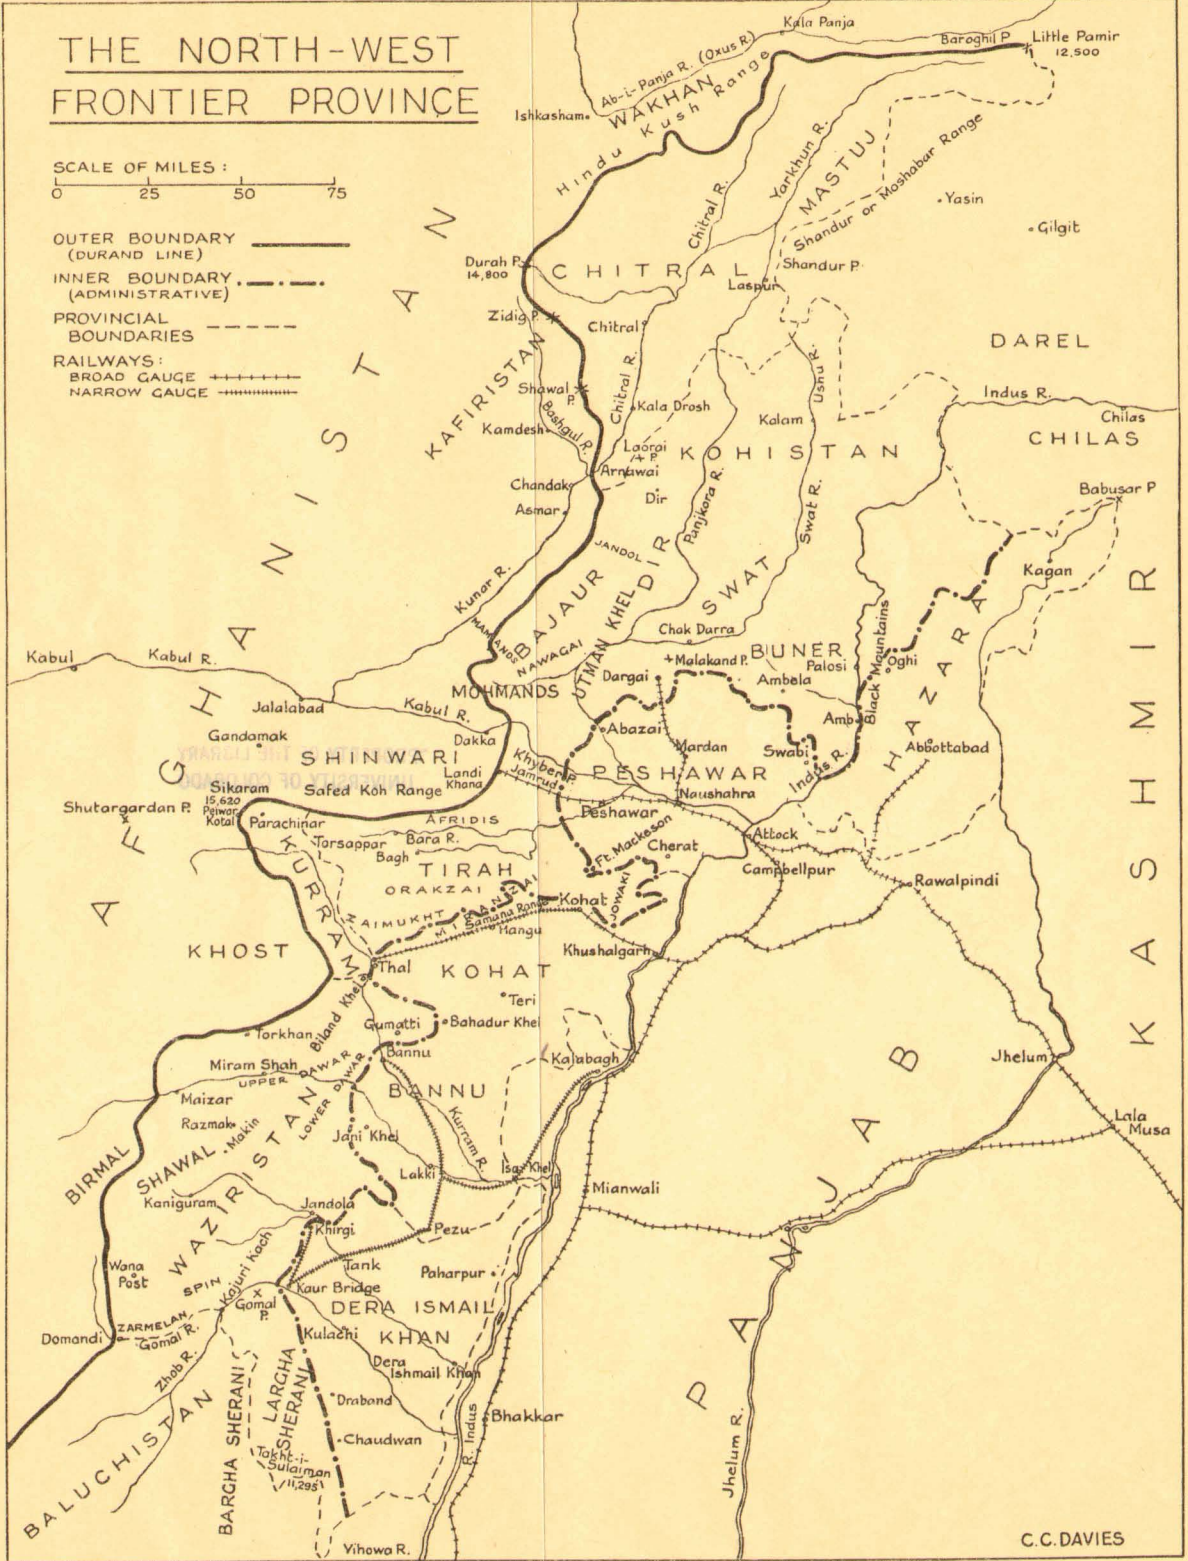 THE NORTH-WEST
FRONTIER PROVINCE
SCALE OF MILES :
0 25 50 75
OUTER BOUNDARY
(DURAND LINE)
INNER BOUNDARY
(ADMINISTRATIVE)
PROVINCIAL
BOUNDARIES
RAILWAYS:
BROAD GAUGE
NARROW GAUGE
Kala Panja
Baroghil P.
Little Pamir
12,500
Ab-i-Panja R. (Oxus R.)
WAKHAN
Ishkasham
Hindu Kush Range
Yarkhun R.
MASTUJ
Shandur or Moshabar Range
Yasin
Gilgit
Chitral R.
Durah P.
14,800
CHITRAL
Shandur P.
Laspur
Zidig P.
Chitral
DAREL
KAFIRISTAN
Ushu R.
Shawal
P.
Chitral R.
Kala Drosh
Indus R.
Chilas
Bashgul R.
Kamdesh
Kalam
CHILAS
Laorai
P.
KOHISTAN
Arnawai
Chandak
Dir
Babusar P
Asmar
Panjkora R.
Swat R.
JANDOL
Kagan
Kunar R.
BAJAUR
DIR
SWAT
UTMAN KHEL
MAMUNDS
NAWAGAI
Chak Darra
BUNER
Black Mountains
Oghi
HAZARA
KASHMIR
Kabul
Kabul R.
AFGHANISTAN
Malakand P.
Palosi
Dargai
Ambela
MOHMANDS
Jalalabad
Kabul R.
Amb
Gandamak
Dakka
Abazai
Mardan
Swabi
Abbottabad
SHINWARI
Khyber P.
PESHAWAR
Indus R.
Landi
Khana
Jamrud
Safed Koh Range
Naushahra
Sikaram
15,620
Peiwar
Kotal
Shutargardan P.
Parachinar
AFRIDIS
Peshawar
Attock
Torsappar
Bara R.
Bagh
Ft. Mackeson
Cherat
Campbellpur
KURRAM
TIRAH
ORAKZAI
Rawalpindi
ZAIMUKHT
MIRANZAI
Samana Range
Kohat
JOWAKI
Hangu
KHOST
Khushalgarh
Thal
KOHAT
Biland Khel
Teri
Torkhan
Gumatti
Bahadur Khel
Bannu
Kalabagh
Jhelum
Miram Shah
UPPER DAWAR
LOWER DAWAR
BANNU
Maizar
Razmak
Makin
Kurram R.
Lala
Musa
Jani Khel
BIRMAL
SHAWAL
WAZIRISTAN
Lakki
Isa Khel
Mianwali
Kaniguram
Jandola
Khirgi
Pezu
PANJAB
Wana
Post
Kajuri Kach
Tank
Paharpur
SPIN
Kaur Bridge
Gomal
P.
DERA ISMAIL
KHAN
ZARMELAN
Domandi
Gomal R.
Kulachi
Zhob R.
Dera
Ishmail Khan
BALUCHISTAN
BARGHA SHERANI
LARGHA
SHERANI
Draband
R. Indus
Bhakkar
Jhelum R.
Chaudwan
Takht-i-
Sulaiman
11,295
Vihowa R.
C.C. DAVIES